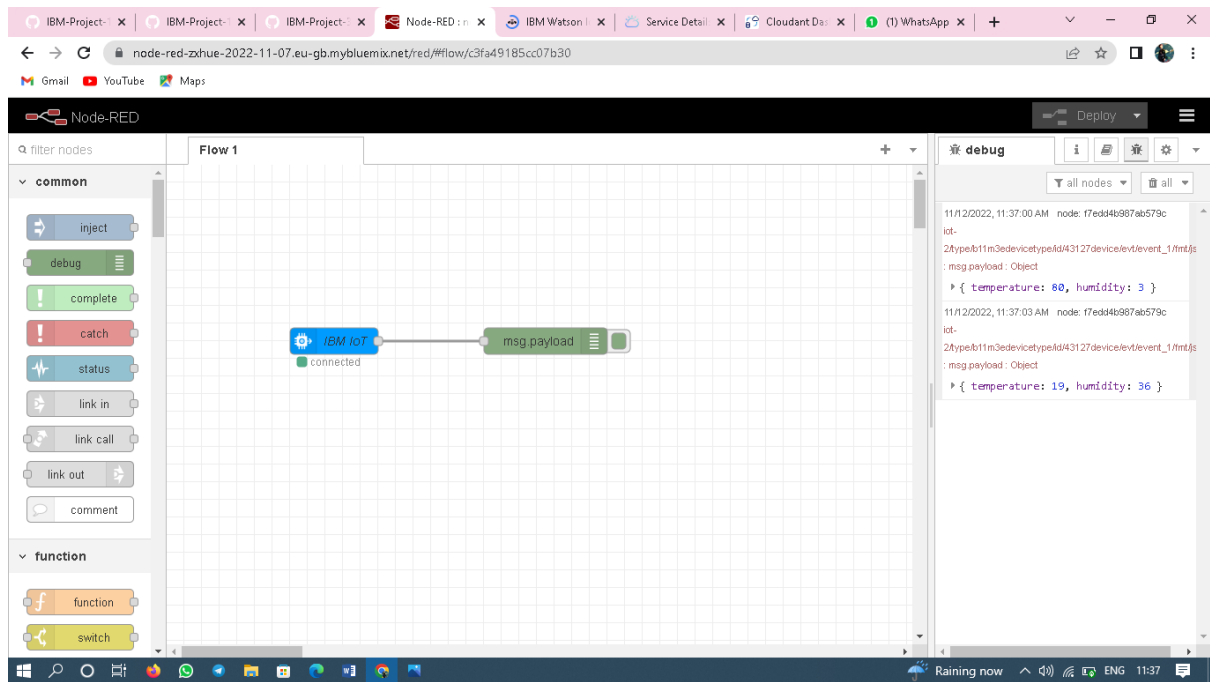 IBM-Project-
IBM-Project-
IBM-Project-
Node-RED : n
IBM Watson I
Service Detail
Cloudant Das
(1) WhatsApp
node-red-zxhue-2022-11-07.eu-gb.mybluemix.net/red/#flow/c3fa49185cc07b30
Gmail YouTube Maps
Node-RED
Deploy
filter nodes
Flow 1
debug
i
all nodes
all
common
inject
debug
complete
catch
status
link in
link call
link out
comment
function
function
switch
IBM IoT
connected
msg.payload
11/12/2022, 11:37:00 AM node: f7edd4b987ab579c
iot-
2/type/b11m3edevicetype/id/43127device/evt/event_1/fmt/js
: msg.payload : Object
{ temperature: 80, humidity: 3 }
11/12/2022, 11:37:03 AM node: f7edd4b987ab579c
iot-
2/type/b11m3edevicetype/id/43127device/evt/event_1/fmt/js
: msg.payload : Object
{ temperature: 19, humidity: 36 }
Raining now
ENG
11:37